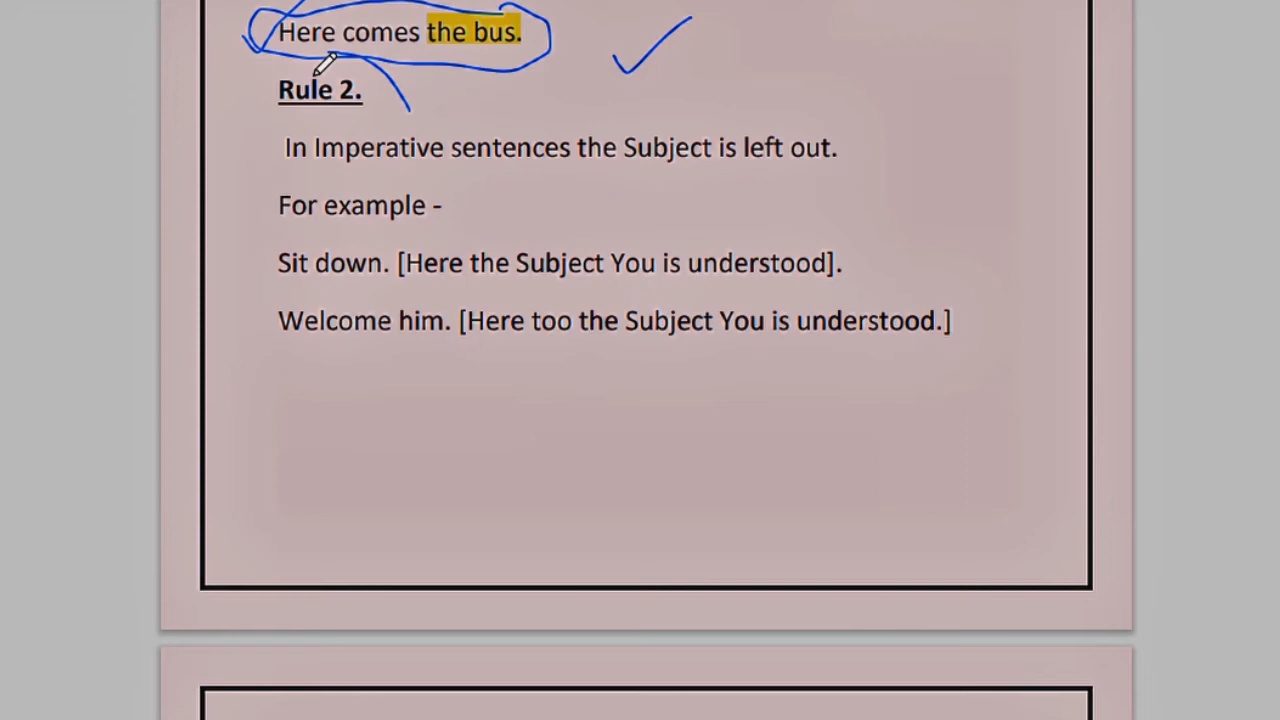 Here comes the bus.
Rule 2.
In Imperative sentences the Subject is left out.
For example -
Sit down. [Here the Subject You is understood].
Welcome him. [Here too the Subject You is understood.]